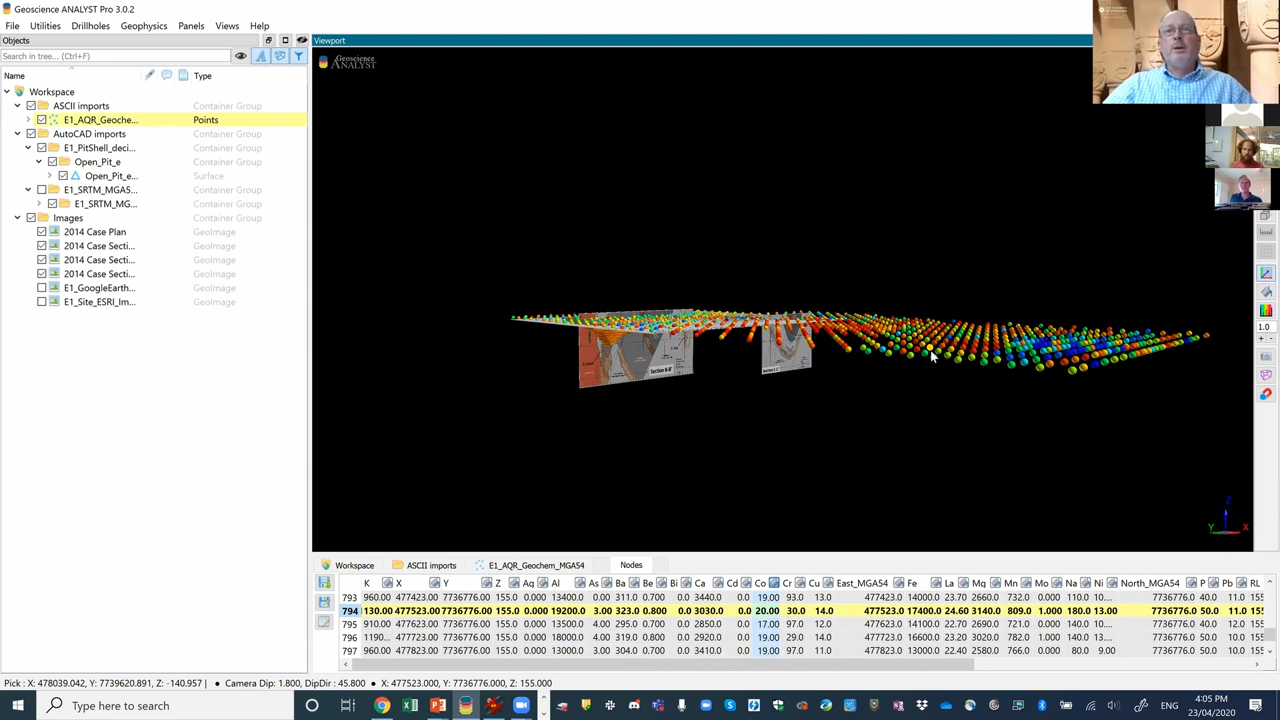 Geoscience ANALYST Pro 3.0.2
File Utilities Drillholes Geophysics Panels Views Help
Objects
Viewport
Search in tree... (Ctrl+F)
Geoscience
ANALYST
Name Type
Workspace
ASCII imports Container Group
E1_AQR_Geoche... Points
AutoCAD imports Container Group
E1_PitShell_deci... Container Group
Open_Pit_e Container Group
Open_Pit_e... Surface
E1_SRTM_MGA5... Container Group
E1_SRTM_MG... Container Group
Images Container Group
2014 Case Plan GeoImage
2014 Case Secti... GeoImage
2014 Case Secti... GeoImage
2014 Case Secti... GeoImage
E1_GoogleEarth... GeoImage
E1_Site_ESRI_Im... GeoImage
1.0
Section B-B'
Z
Y X
Workspace ASCII imports E1_AQR_Geochem_MGA54 Nodes
K X Y Z Ag Al As Ba Be Bi Ca Cd Co Cr Cu East_MGA54 Fe La Mg Mn Mo Na Ni North_MGA54 P Pb RL
793 960.00 477423.00 7736776.00 155.0 0.000 13400.0 4.00 311.0 0.700 0.0 3440.0 0.0 19.00 93.0 13.0 477423.0 14000.0 23.70 2660.0 732.0 0.000 70.0 10.... 7736776.0 40.0 10.0 155
794 130.00 477523.00 7736776.00 155.0 0.000 19200.0 3.00 323.0 0.800 0.0 3030.0 0.0 20.00 30.0 14.0 477523.0 17400.0 24.60 3140.0 809.0 1.000 180.0 13.00 7736776.0 50.0 11.0 155
795 910.00 477623.00 7736776.00 155.0 0.000 13500.0 4.00 295.0 0.700 0.0 2850.0 0.0 17.00 97.0 12.0 477623.0 14100.0 22.70 2690.0 721.0 0.000 140.0 10.... 7736776.0 40.0 12.0 155
796 1190.... 477723.00 7736776.00 155.0 0.000 18000.0 4.00 319.0 0.800 0.0 2920.0 0.0 19.00 29.0 14.0 477723.0 16600.0 23.20 3020.0 782.0 1.000 140.0 13.... 7736776.0 50.0 10.0 155
797 960.00 477823.00 7736776.00 155.0 0.000 13200.0 3.00 304.0 0.700 0.0 3410.0 0.0 19.00 97.0 11.0 477823.0 13000.0 22.40 2580.0 766.0 0.000 80.0 9.00 7736776.0 50.0 10.0 155
Pick : X: 478039.042, Y: 7739620.891, Z: -140.957 | Camera Dip: 1.800, DipDir : 45.800 X: 477523.000, Y: 7736776.000, Z: 155.000
Type here to search
ENG
4:05 PM
23/04/2020